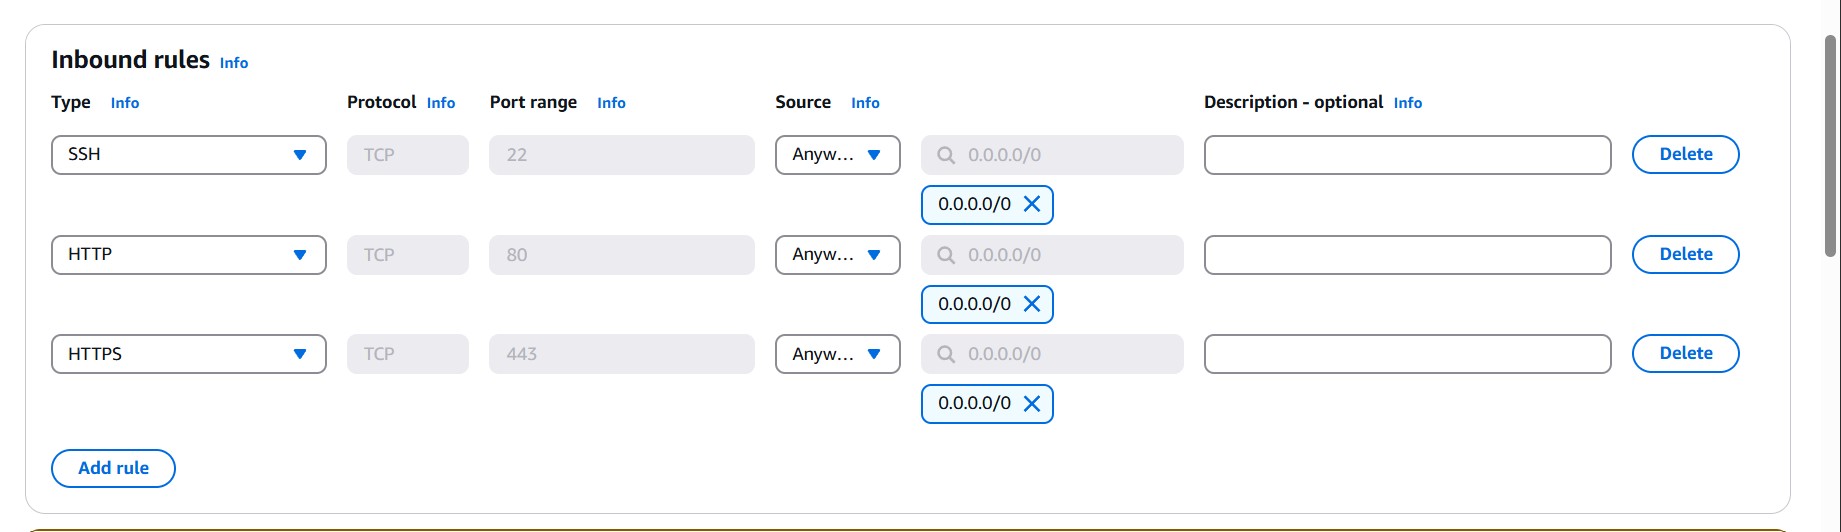 Inbound rules Info
Type Info Protocol Info Port range Info Source Info Description - optional Info
SSH TCP 22 Anyw... 0.0.0.0/0 Delete
0.0.0.0/0
HTTP TCP 80 Anyw... 0.0.0.0/0 Delete
0.0.0.0/0
HTTPS TCP 443 Anyw... 0.0.0.0/0 Delete
0.0.0.0/0
Add rule